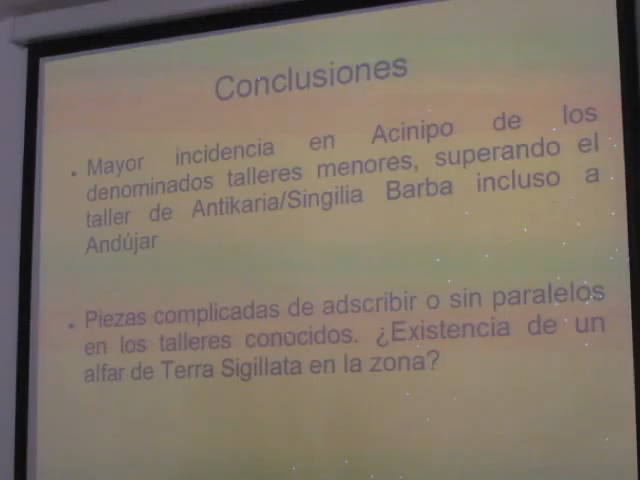 Conclusiones
• Mayor incidencia en Acinipo de los
denominados talleres menores, superando el
taller de Antikaria/Singilia Barba incluso a
Andújar
• Piezas complicadas de adscribir o sin paralelos
en los talleres conocidos. ¿Existencia de un
alfar de Terra Sigillata en la zona?